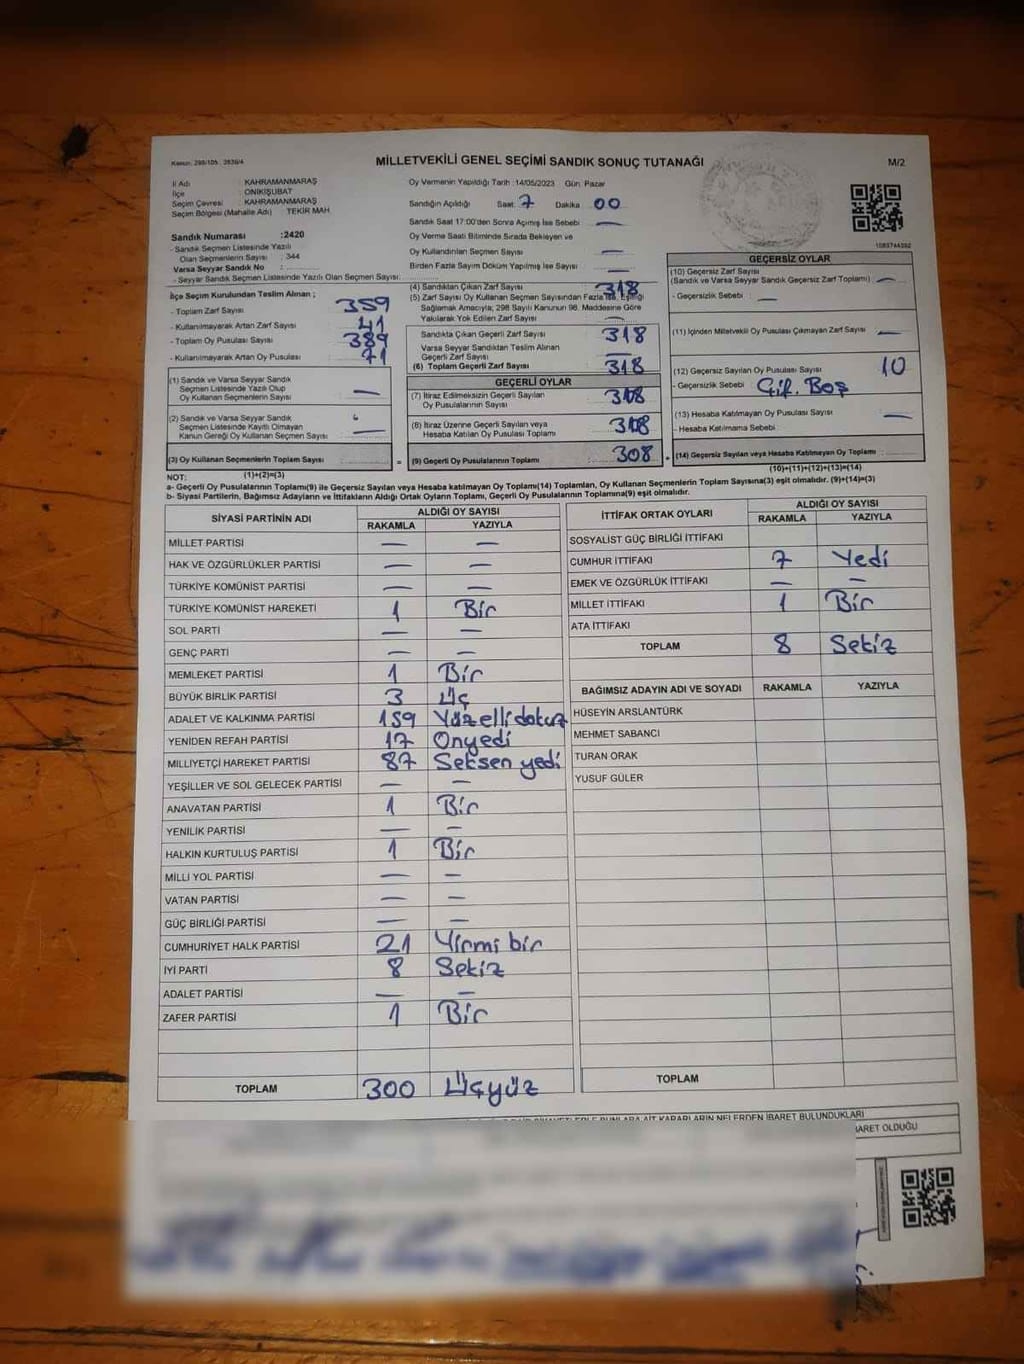 Kanun: 298/105, 2839/4
MİLLETVEKİLİ GENEL SEÇİMİ SANDIK SONUÇ TUTANAĞI
M/2
İl Adı : KAHRAMANMARAŞ
İlçe : ONİKİŞUBAT
Seçim Çevresi : KAHRAMANMARAŞ
Seçim Bölgesi (Mahalle Adı) TEKİR MAH.
Sandık Numarası :2420
- Sandık Seçmen Listesinde Yazılı
Olan Seçmenlerin Sayısı : 344
Varsa Seyyar Sandık No :
- Seyyar Sandık Seçmen Listesinde Yazılı Olan Seçmen Sayısı:
İlçe Seçim Kurulundan Teslim Alınan ;
- Toplam Zarf Sayısı 359
- Kullanılmayarak Artan Zarf Sayısı 41
- Toplam Oy Pusulası 389
- Kullanılmayarak Artan Oy Pusulası 71
(1) Sandık ve Varsa Seyyar Sandık
Seçmen Listesinde Yazılı Olup
Oy Kullanan Seçmenlerin Sayısı : —
(2) Sandık ve Varsa Seyyar Sandık
Seçmen Listesinde Kayıtlı Olmayan
Kanun Gereği Oy Kullanan Seçmen Sayısı : —
(3) Oy Kullanan Seçmenlerin Toplam Sayısı :
Oy Vermenin Yapıldığı Tarih :14/05/2023 Gün: Pazar
Sandığın Açıldığı Saat: 7 Dakika 00
Sandık Saat 17:00'den Sonra Açılmış İse Sebebi : —
Oy Verme Saati Bitiminde Sırada Bekleyen ve
Oy Kullandırılan Seçmen Sayısı : —
Birden Fazla Sayım Döküm Yapılmış İse Sayısı : —
(4) Sandıktan Çıkan Zarf Sayısı : 318
(5) Zarf Sayısı Oy Kullanan Seçmen Sayısından Fazla İse, Eşitliği
Sağlamak Amacıyla; 298 Sayılı Kanunun 98. Maddesine Göre
Yakılarak Yok Edilen Zarf Sayısı : —
Sandıkta Çıkan Geçerli Zarf Sayısı : 318
Varsa Seyyar Sandıktan Teslim Alınan
Geçerli Zarf Sayısı : —
(6) Toplam Geçerli Zarf Sayısı : 318
GEÇERLİ OYLAR
(7) İtiraz Edilmeksizin Geçerli Sayılan
Oy Pusulalarının Sayısı
(8) İtiraz Üzerine Geçerli Sayılan veya
Hesaba Katılan Oy Pusulası Toplamı
(9) Geçerli Oy Pusulalarının Toplamı : 308
GEÇERSİZ OYLAR
(10) Geçersiz Zarf Sayısı
(Sandık ve Varsa Seyyar Sandık Geçersiz Zarf Toplamı) : —
- Geçersizlik Sebebi : —
(11) İçinden Milletvekili Oy Pusulası Çıkmayan Zarf Sayısı : —
(12) Geçersiz Sayılan Oy Pusulası Sayısı : 10
- Geçersizlik Sebebi : Çif. Boş
(13) Hesaba Katılmayan Oy Pusulası Sayısı : —
- Hesaba Katılmama Sebebi :
(14) Geçersiz Sayılan veya Hesaba Katılmayan Oy Pusulası Toplamı :
NOT: (1)+(2)=(3) (10)+(11)+(12)+(13)=(14)
a- Geçerli Oy Pusulalarının Toplamı(9) ile Geçersiz Sayılan veya Hesaba katılmayan Oy Toplamı(14) Toplamları, Oy Kullanan Seçmenlerin Toplam Sayısına(3) eşit olmalıdır. (9)+(14)=(3)
b- Siyasi Partilerin, Bağımsız Adayların ve İttifakların Aldığı Ortak Oyların Toplamı, Geçerli Oy Pusulalarının Toplamına(9) eşit olmalıdır.
SİYASİ PARTİNİN ADI ALDIĞI OY SAYISI
RAKAMLA YAZIYLA
MİLLET PARTİSİ — —
HAK VE ÖZGÜRLÜKLER PARTİSİ — —
TÜRKİYE KOMÜNİST PARTİSİ — —
TÜRKİYE KOMÜNİST HAREKETİ 1 Bir
SOL PARTİ — —
GENÇ PARTİ — —
MEMLEKET PARTİSİ 1 Bir
BÜYÜK BİRLİK PARTİSİ 3 Üç
ADALET VE KALKINMA PARTİSİ 159 Yüzellidokuz
YENİDEN REFAH PARTİSİ 17 Onyedi
MİLLİYETÇİ HAREKET PARTİSİ 87 Seksen yedi
YEŞİLLER VE SOL GELECEK PARTİSİ — —
ANAVATAN PARTİSİ 1 Bir
YENİLİK PARTİSİ — —
HALKIN KURTULUŞ PARTİSİ 1 Bir
MİLLİ YOL PARTİSİ — —
VATAN PARTİSİ — —
GÜÇ BİRLİĞİ PARTİSİ — —
CUMHURİYET HALK PARTİSİ 21 Yirmi bir
İYİ PARTİ 8 Sekiz
ADALET PARTİSİ — —
ZAFER PARTİSİ 1 Bir
TOPLAM 300 Üçyüz
İTTİFAK ORTAK OYLARI ALDIĞI OY SAYISI
RAKAMLA YAZIYLA
SOSYALİST GÜÇ BİRLİĞİ İTTİFAKI
CUMHUR İTTİFAKI 7 Yedi
EMEK VE ÖZGÜRLÜK İTTİFAKI — —
MİLLET İTTİFAKI 1 Bir
ATA İTTİFAKI
TOPLAM 8 Sekiz
BAĞIMSIZ ADAYIN ADI VE SOYADI RAKAMLA YAZIYLA
HÜSEYİN ARSLANTÜRK
MEHMET SABANCI
TURAN ORAK
YUSUF GÜLER
TOPLAM
BUNLARA AİT KARARLARIN NELERDEN İBARET BULUNDUKLARI
BARET OLDUĞU